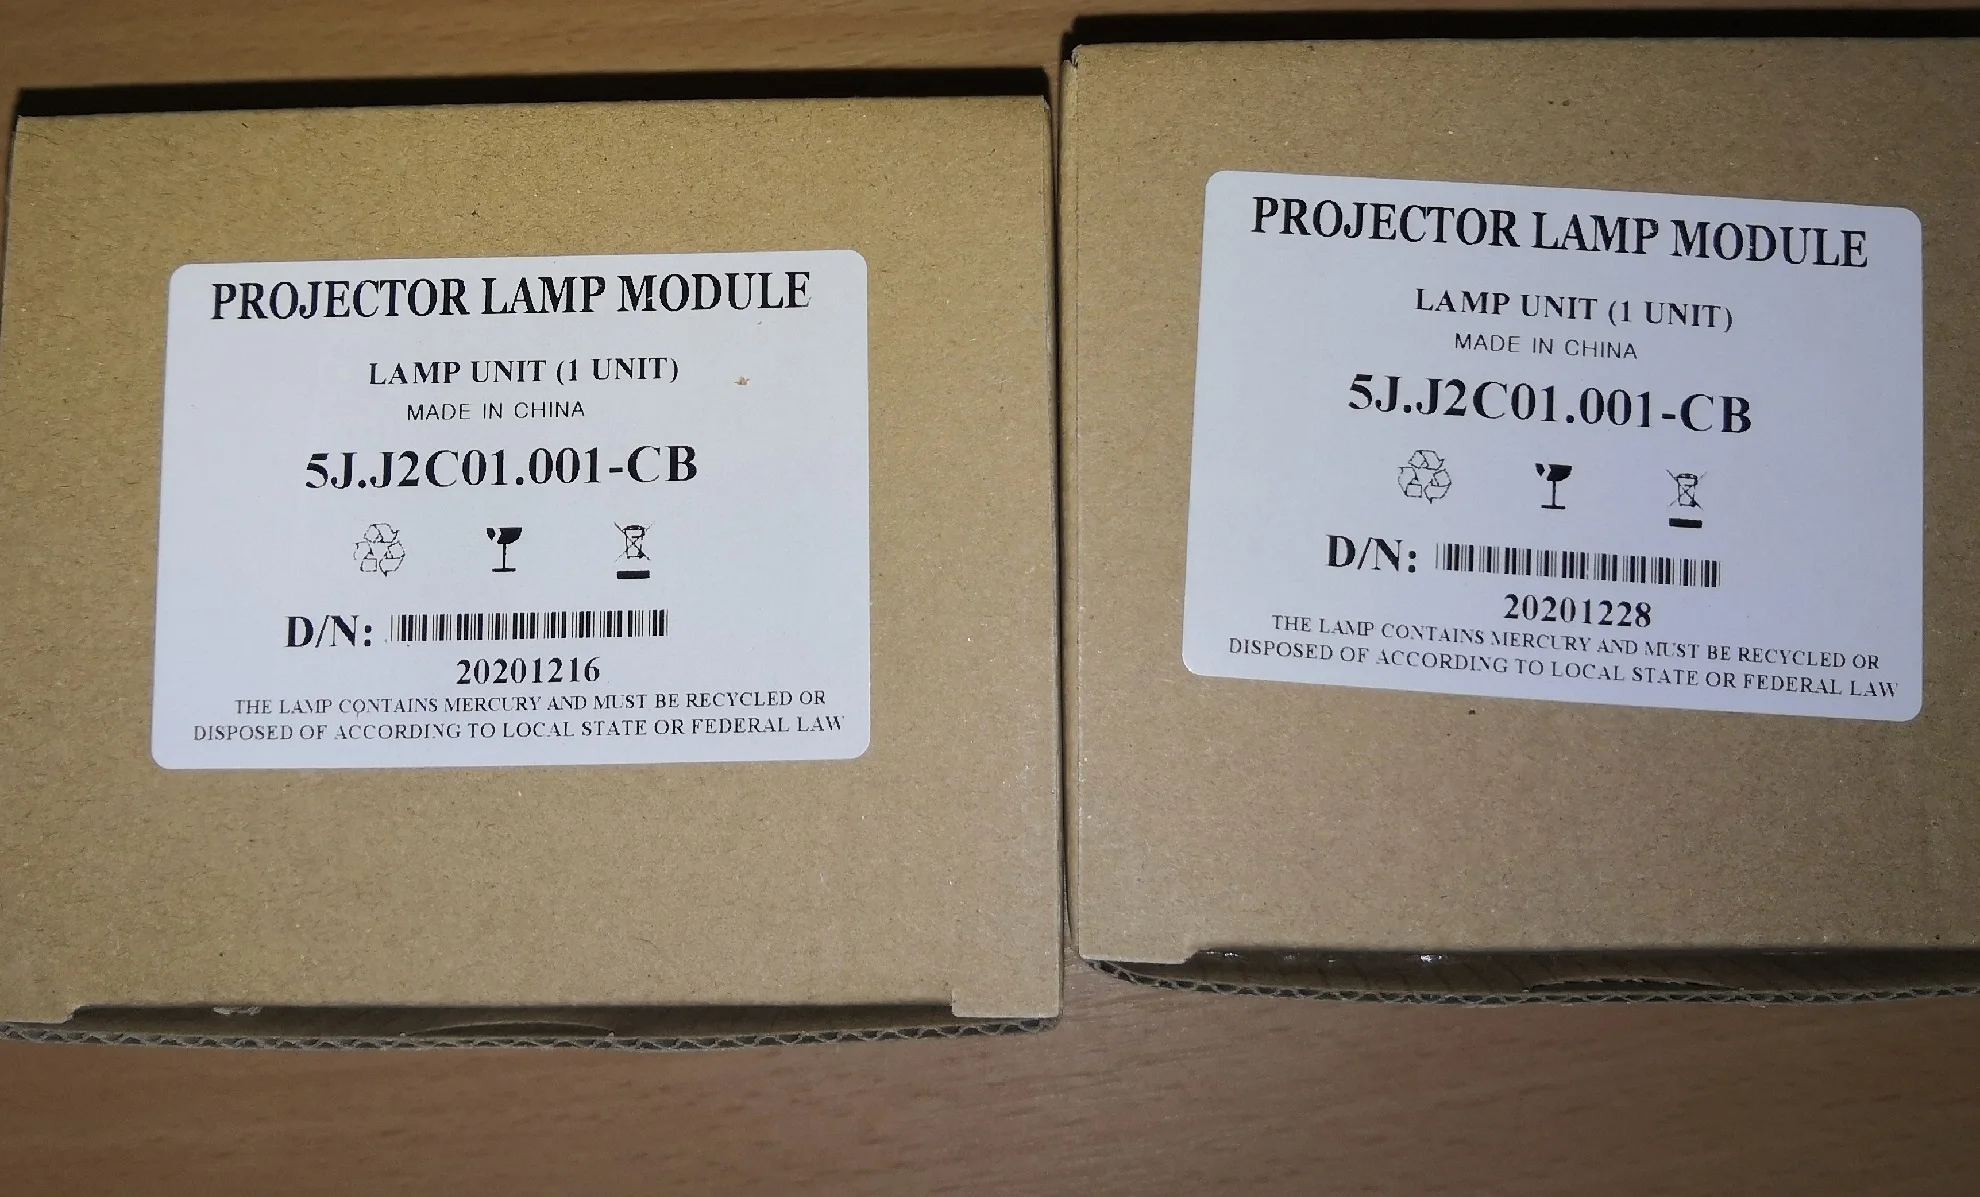 PROJECTOR LAMP MODULE
LAMP UNIT (1 UNIT)
MADE IN CHINA
5J.J2C01.001-CB
D/N:
20201216
THE LAMP CONTAINS MERCURY AND MUST BE RECYCLED OR
DISPOSED OF ACCORDING TO LOCAL STATE OR FEDERAL LAW
PROJECTOR LAMP MODULE
LAMP UNIT (1 UNIT)
MADE IN CHINA
5J.J2C01.001-CB
D/N:
20201228
THE LAMP CONTAINS MERCURY AND MUST BE RECYCLED OR
DISPOSED OF ACCORDING TO LOCAL STATE OR FEDERAL LAW